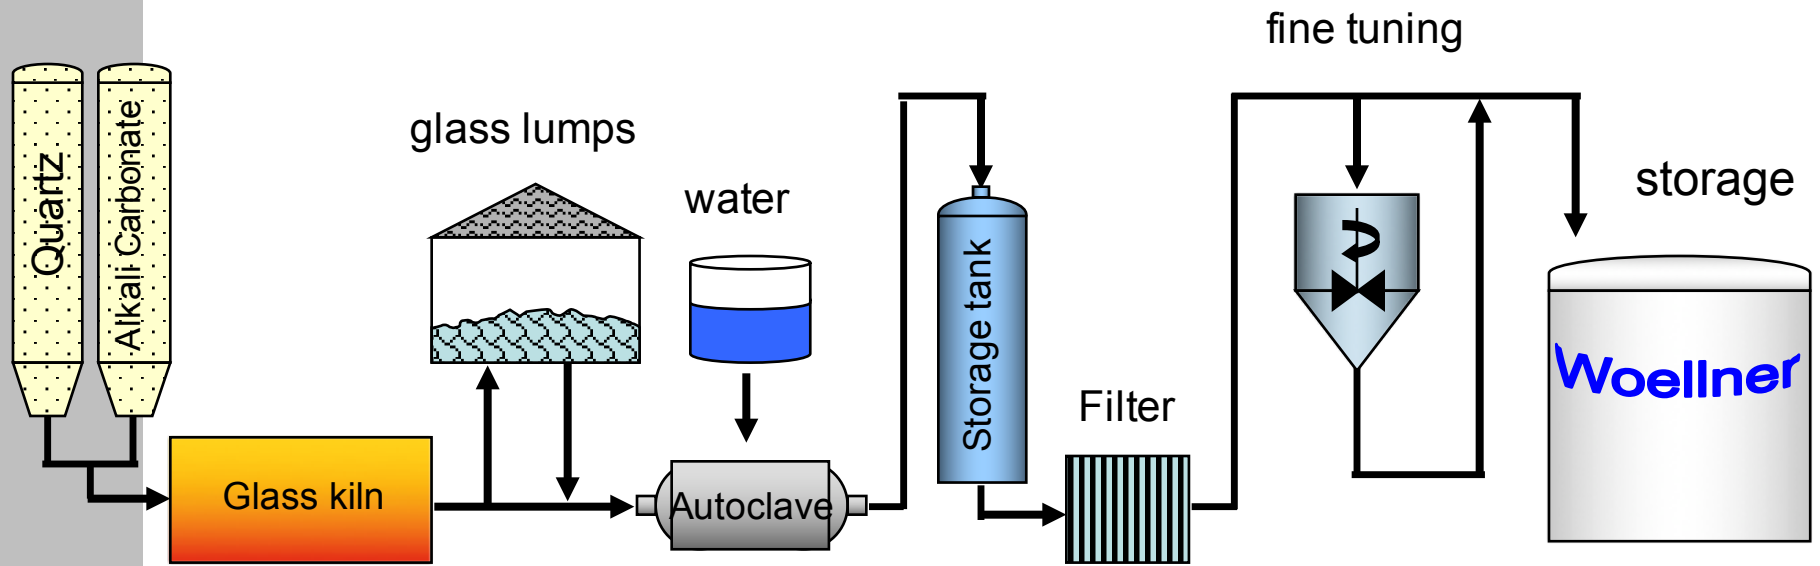 fine tuning
glass lumps
water
storage
Quartz
Alkali Carbonate
Storage tank
Filter
Woellner
Glass kiln
Autoclave